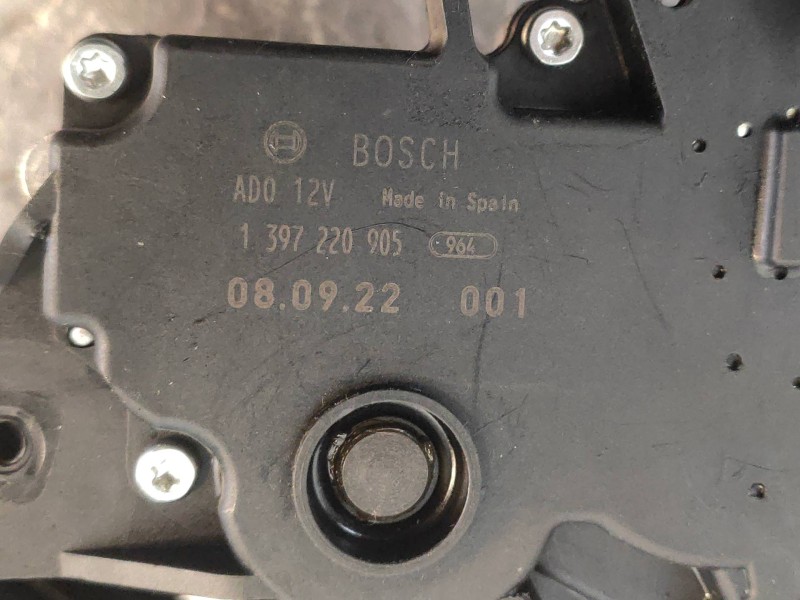 BOSCH
ADO 12V Made in Spain
1 397 220 905 964
08.09.22 001